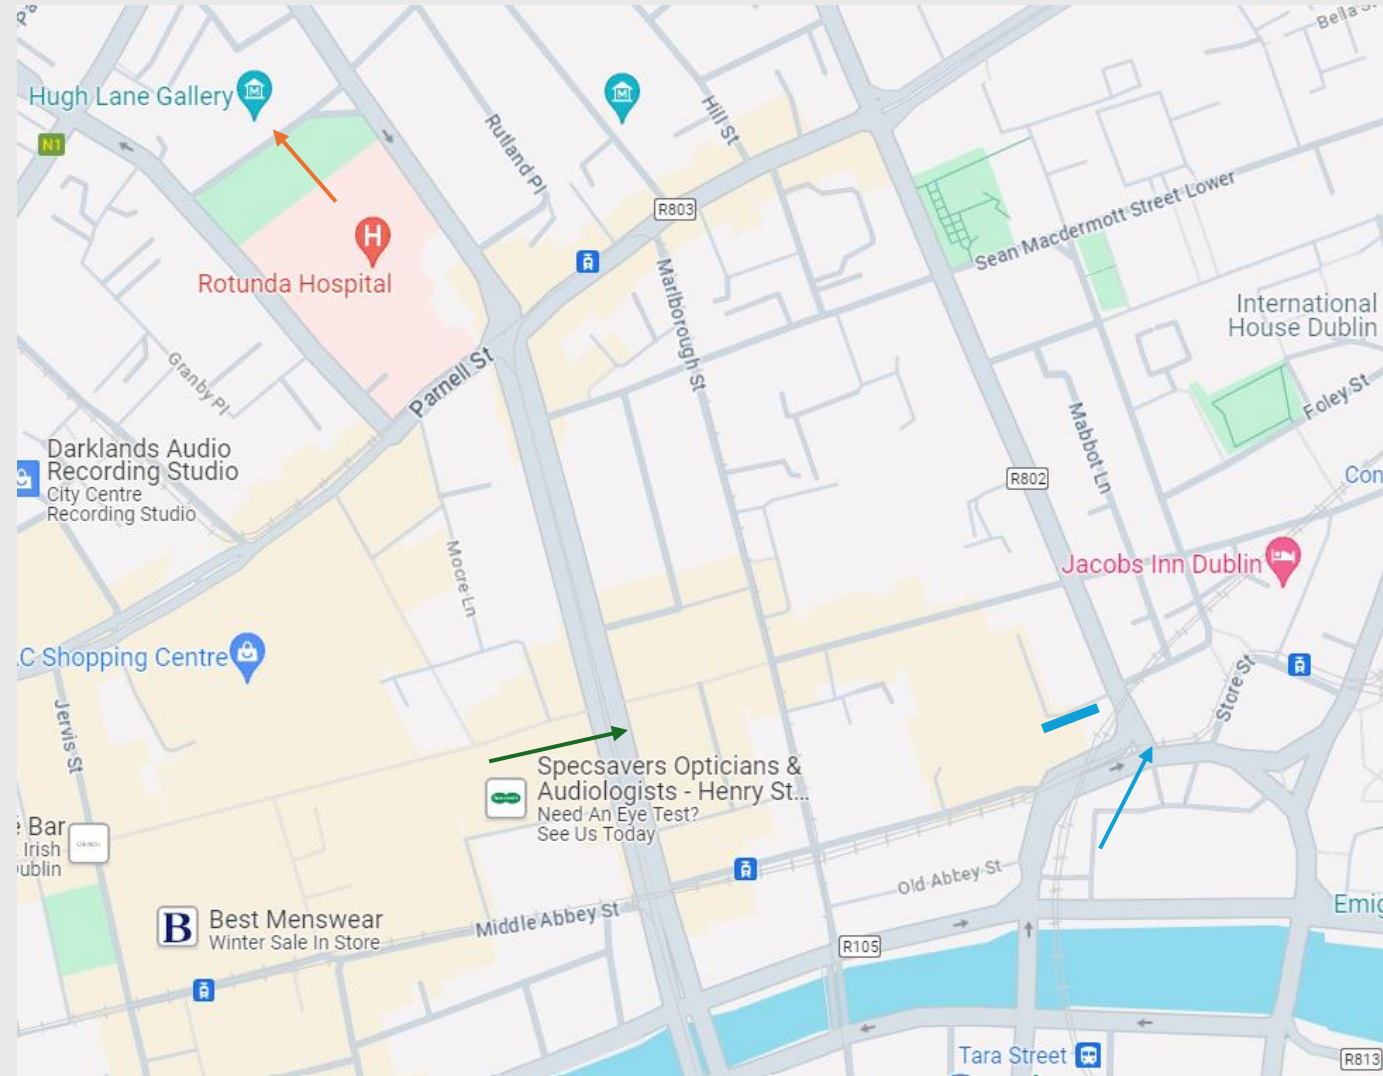 Bella St
Hugh Lane Gallery
Hill St
N1
Rutland Pl
Sean Macdermott Street Lower
R803
H
Rotunda Hospital
Marlborough St
International
House Dublin
Granby Pl
Parnell St
Foley St
Mabbot Ln
Darklands Audio
Recording Studio
City Centre
Recording Studio
R802
Con
Moore Ln
Jacobs Inn Dublin
C Shopping Centre
Store St
Jervis St
Specsavers Opticians &
Audiologists - Henry St...
Need An Eye Test?
See Us Today
Bar
Irish
ublin
Old Abbey St
B
Best Menswear
Winter Sale In Store
Middle Abbey St
Emig
R105
Tara Street
R813